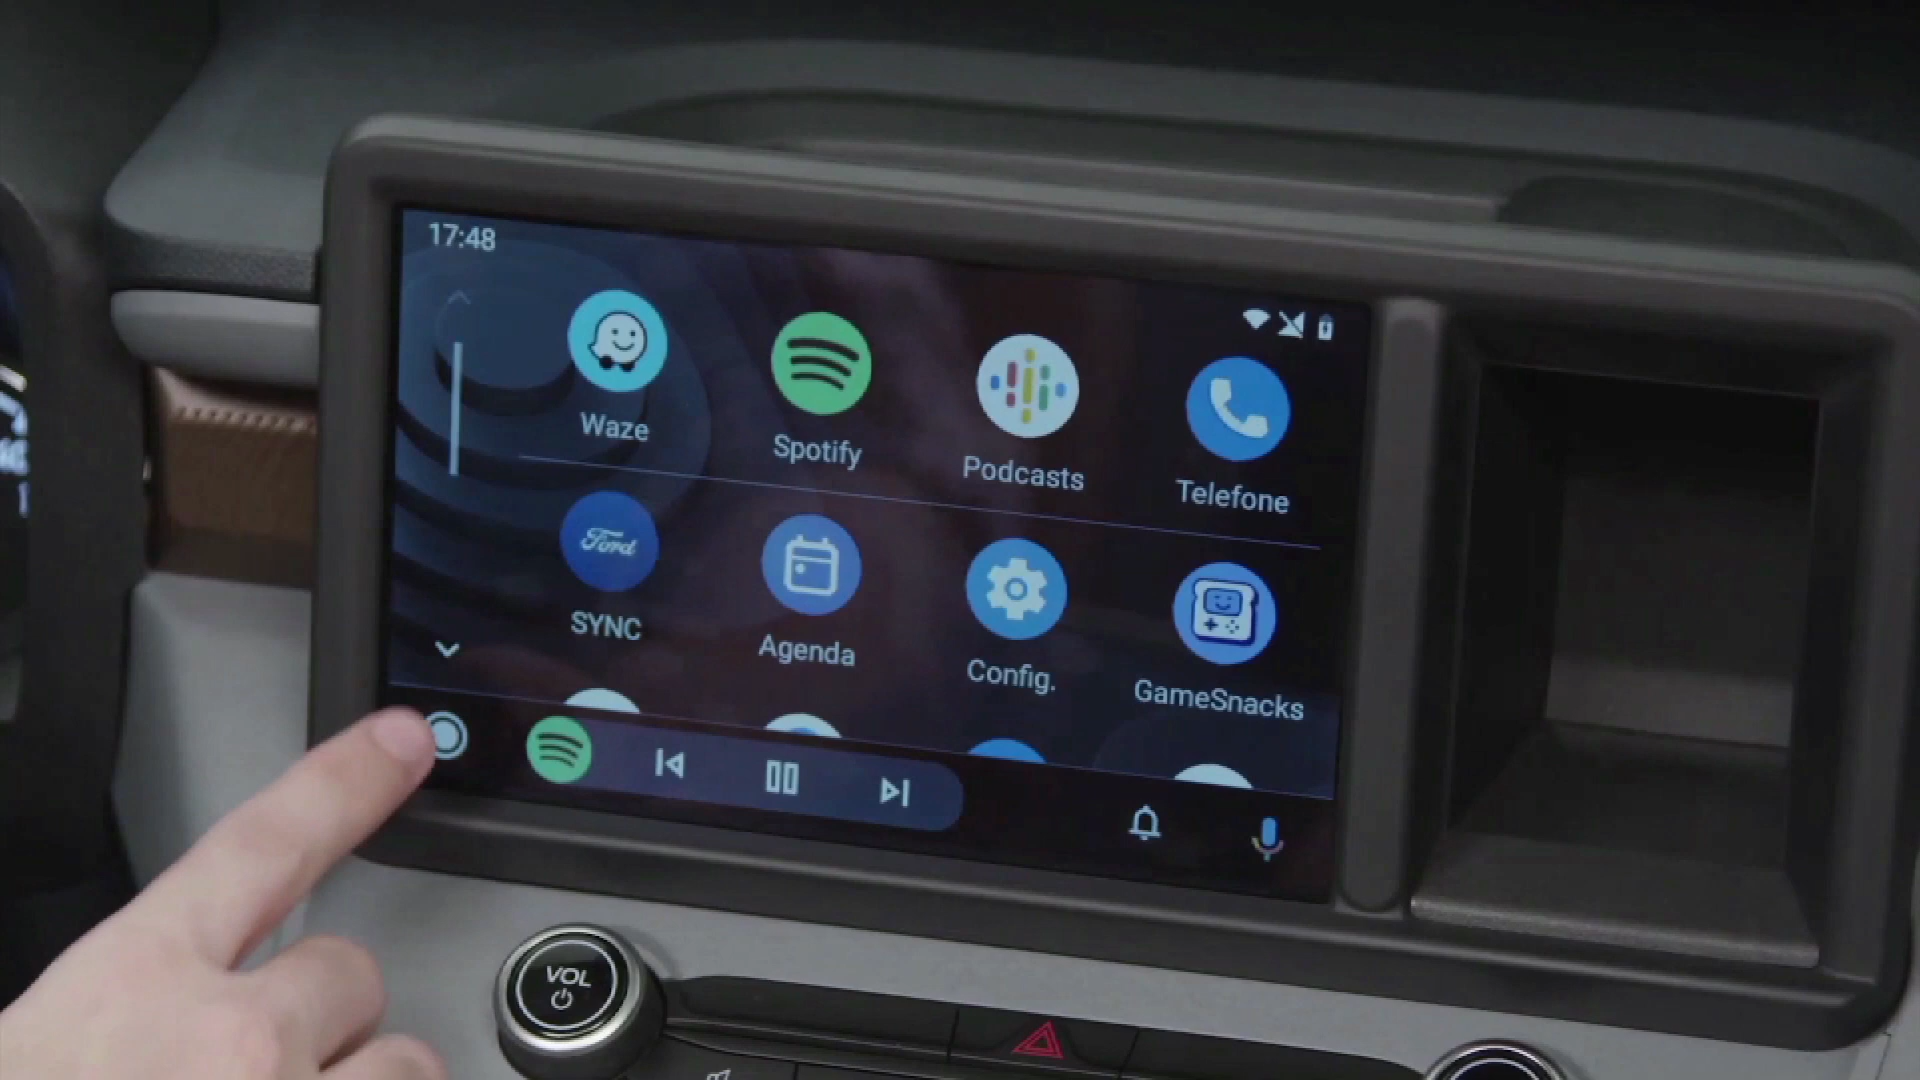 17:48
Waze
Spotify
Podcasts
Telefone
Ford
SYNC
Agenda
Config.
GameSnacks
VOL